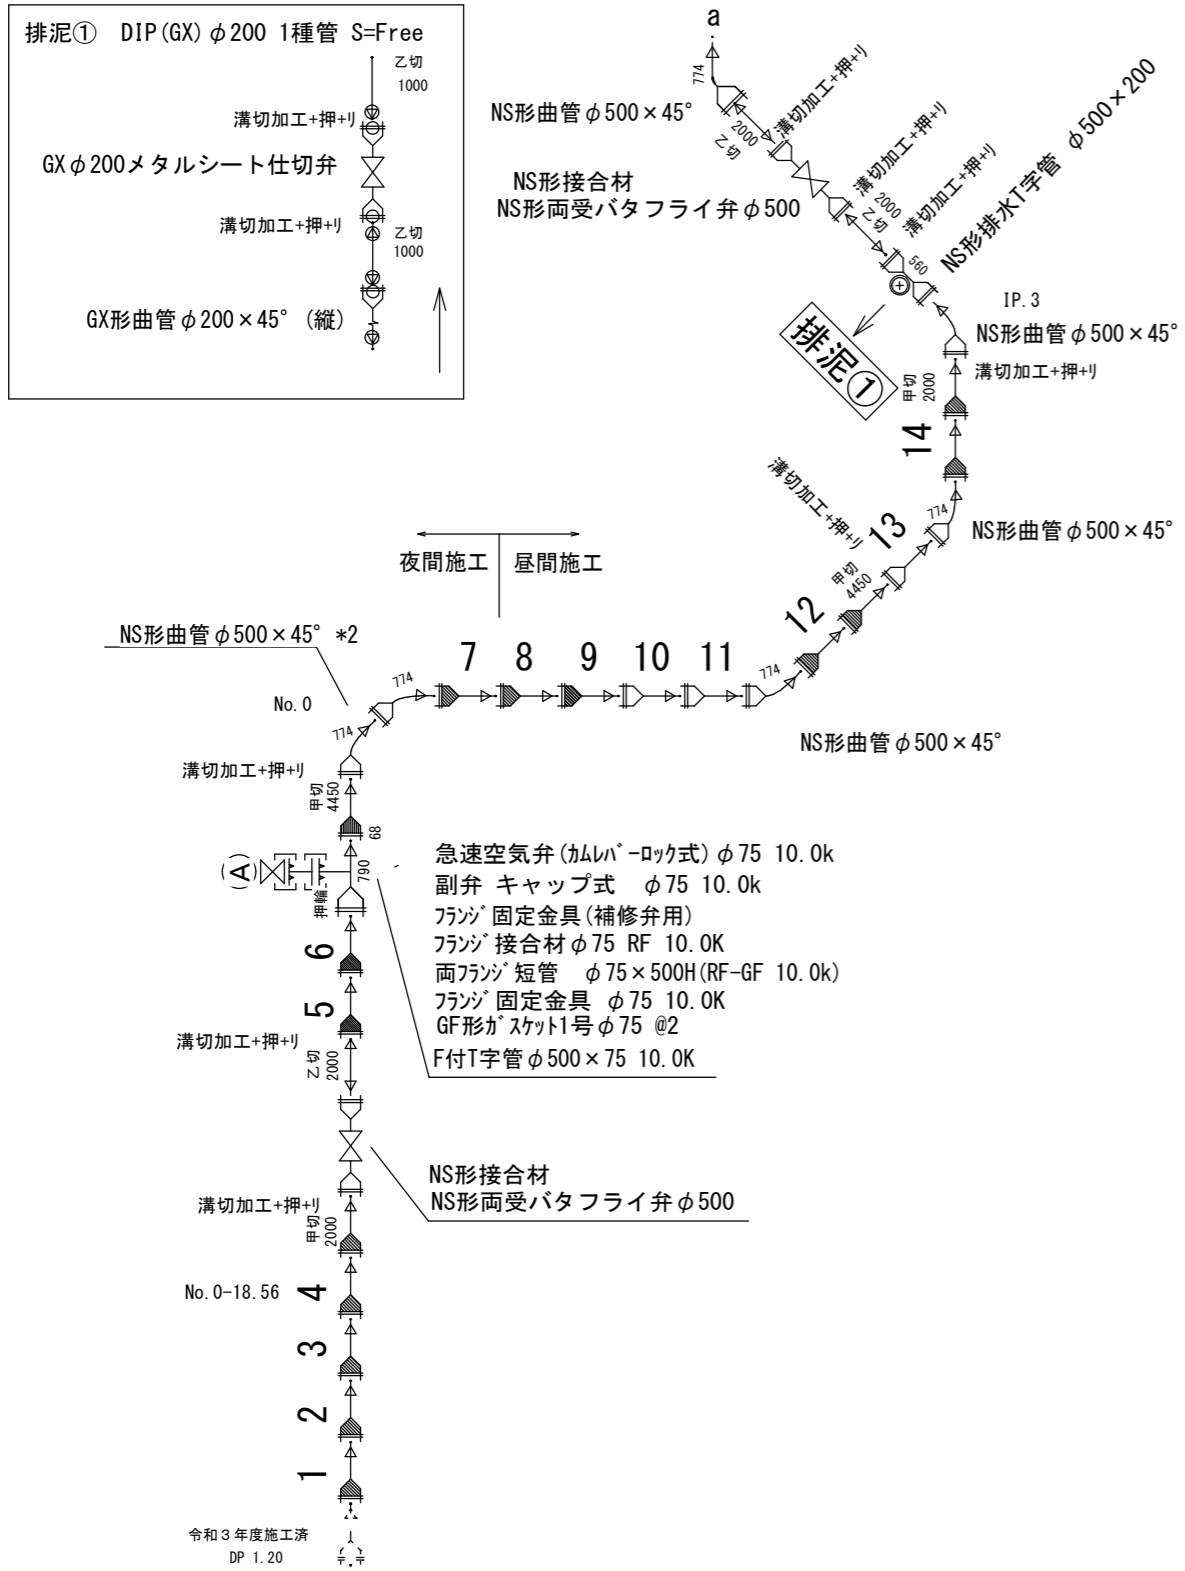 排泥① DIP(GX)φ200 1種管 S=Free
乙切
1000
溝切加工+押+リ
GXφ200メタルシート仕切弁
溝切加工+押+リ
乙切
1000
GX形曲管φ200×45° (縦)
a
774
NS形曲管φ500×45°
2000
乙切
溝切加工+押+リ
NS形接合材
NS形両受バタフライ弁φ500
溝切加工+押+リ
2000
乙切
溝切加工+押+リ
560
NS形排水T字管 φ500×200
排泥①
IP.3
NS形曲管φ500×45°
溝切加工+押+リ
甲切
2000
14
774
NS形曲管φ500×45°
13
溝切加工+押+リ
甲切
4450
12
夜間施工
昼間施工
NS形曲管φ500×45° *2
7
8
9
10
11
774
774
No.0
774
NS形曲管φ500×45°
溝切加工+押+リ
甲切
4450
68
790
(A)
押輪
急速空気弁(カムレバーロック式)φ75 10.0k
副弁 キャップ式 φ75 10.0k
フランジ固定金具(補修弁用)
フランジ接合材φ75 RF 10.0K
両フランジ短管 φ75×500H(RF-GF 10.0k)
フランジ固定金具 φ75 10.0K
GF形ガスケット1号φ75 @2
F付T字管φ500×75 10.0K
6
5
溝切加工+押+リ
乙切
2000
NS形接合材
NS形両受バタフライ弁φ500
溝切加工+押+リ
甲切
2000
No.0-18.56
4
3
2
1
令和3年度施工済
DP 1.20